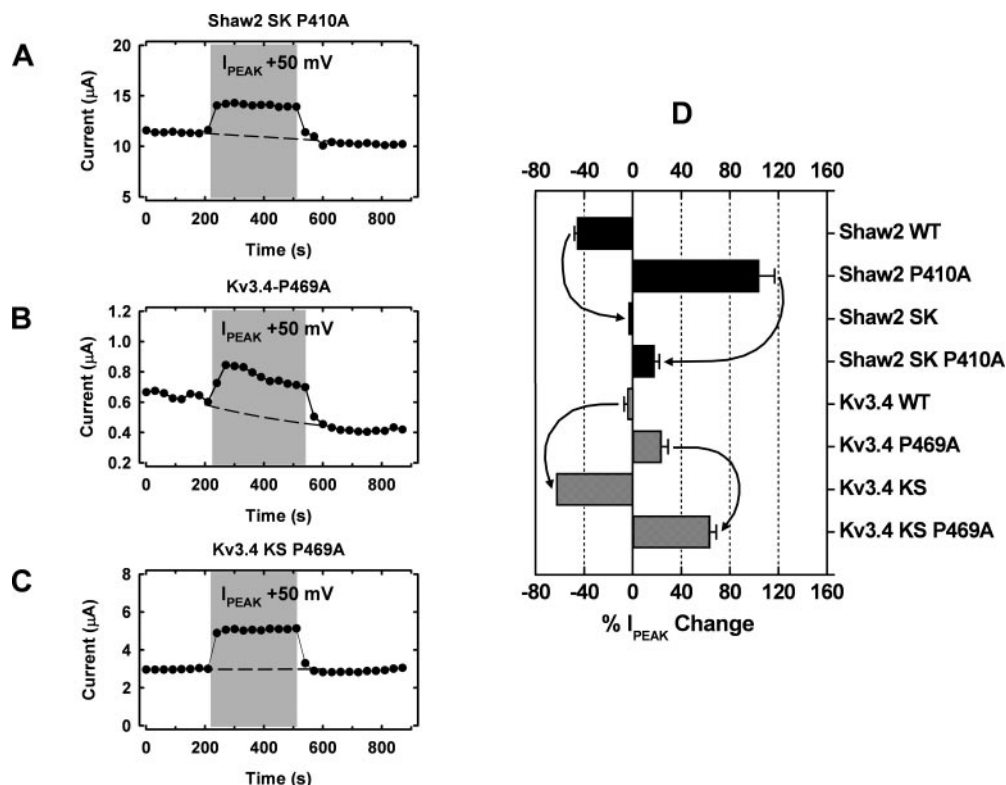 A
Shaw2 SK P410A
I_PEAK +50 mV
Current (µA)
20
15
10
5
0 200 400 600 800
Time (s)
B
Kv3.4-P469A
I_PEAK +50 mV
Current (µA)
1.2
1.0
0.8
0.6
0.4
0.2
0 200 400 600 800
Time (s)
C
Kv3.4 KS P469A
I_PEAK +50 mV
Current (µA)
8
6
4
2
0
0 200 400 600 800
Time (s)
D
-80 -40 0 40 80 120 160
Shaw2 WT
Shaw2 P410A
Shaw2 SK
Shaw2 SK P410A
Kv3.4 WT
Kv3.4 P469A
Kv3.4 KS
Kv3.4 KS P469A
-80 -40 0 40 80 120 160
% I_PEAK Change